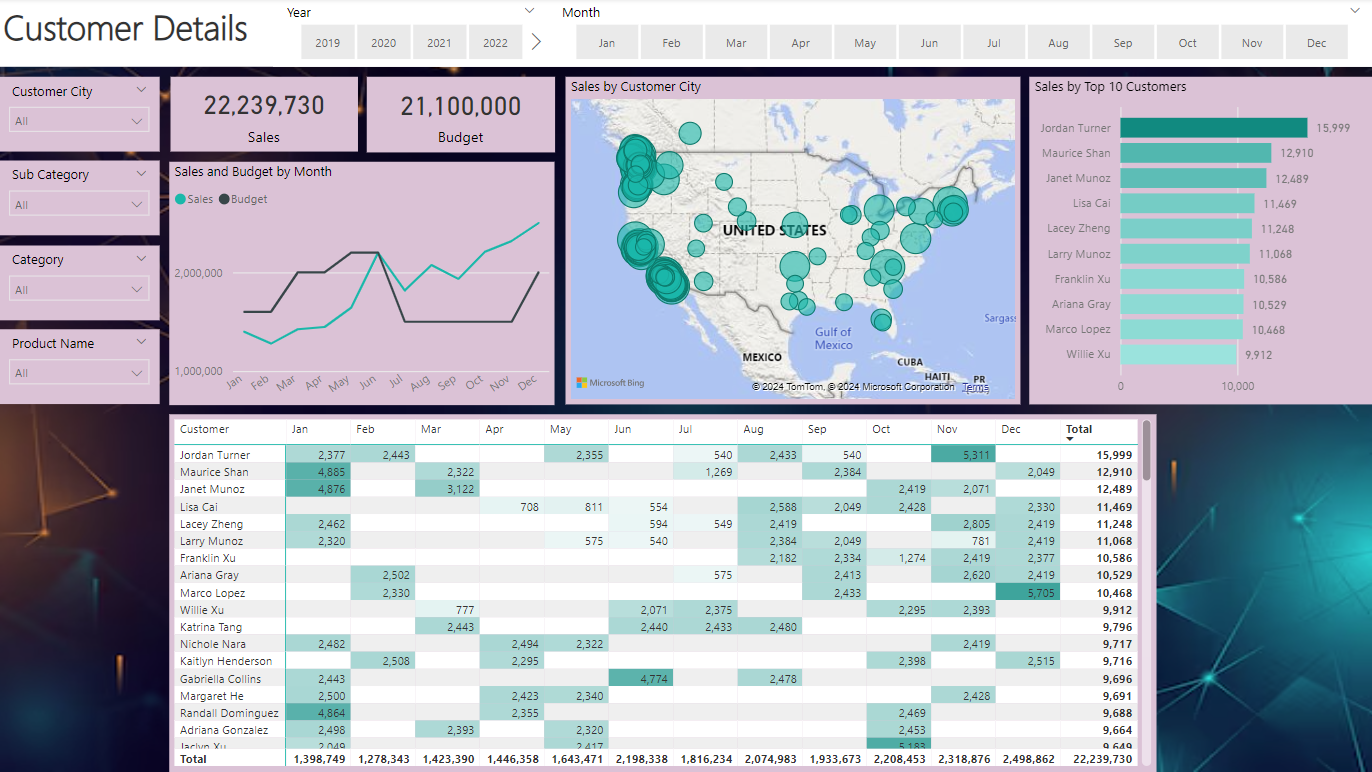 Customer Details
Year
2019 2020 2021 2022
Month
Jan Feb Mar Apr May Jun Jul Aug Sep Oct Nov Dec
Customer City
All
Sub Category
All
Category
All
Product Name
All
22,239,730
Sales
21,100,000
Budget
Sales and Budget by Month
Sales Budget
2,000,000
1,000,000
Jan Feb Mar Apr May Jun Jul Aug Sep Oct Nov Dec
Sales by Customer City
UNITED STATES
Sargass
Gulf of
Mexico
MEXICO
CUBA
HAITI
PR
Microsoft Bing
© 2024 TomTom, © 2024 Microsoft Corporation Terms
Sales by Top 10 Customers
Jordan Turner 15,999
Maurice Shan 12,910
Janet Munoz 12,489
Lisa Cai 11,469
Lacey Zheng 11,248
Larry Munoz 11,068
Franklin Xu 10,586
Ariana Gray 10,529
Marco Lopez 10,468
Willie Xu 9,912
0 10,000
Customer Jan Feb Mar Apr May Jun Jul Aug Sep Oct Nov Dec Total
Jordan Turner 2,377 2,443 2,355 540 2,433 540 5,311 15,999
Maurice Shan 4,885 2,322 1,269 2,384 2,049 12,910
Janet Munoz 4,876 3,122 2,419 2,071 12,489
Lisa Cai 708 811 554 2,588 2,049 2,428 2,330 11,469
Lacey Zheng 2,462 594 549 2,419 2,805 2,419 11,248
Larry Munoz 2,320 575 540 2,384 2,049 781 2,419 11,068
Franklin Xu 2,182 2,334 1,274 2,419 2,377 10,586
Ariana Gray 2,502 575 2,413 2,620 2,419 10,529
Marco Lopez 2,330 2,433 5,705 10,468
Willie Xu 777 2,071 2,375 2,295 2,393 9,912
Katrina Tang 2,443 2,440 2,433 2,480 9,796
Nichole Nara 2,482 2,494 2,322 2,419 9,717
Kaitlyn Henderson 2,508 2,295 2,398 2,515 9,716
Gabriella Collins 2,443 4,774 2,478 9,696
Margaret He 2,500 2,423 2,340 2,428 9,691
Randall Dominguez 4,864 2,355 2,469 9,688
Adriana Gonzalez 2,498 2,393 2,320 2,453 9,664
Jaclyn Xu 2,049 2,417 5,183 9,649
Total 1,398,749 1,278,343 1,423,390 1,446,358 1,643,471 2,198,338 1,816,234 2,074,983 1,933,673 2,208,453 2,318,876 2,498,862 22,239,730